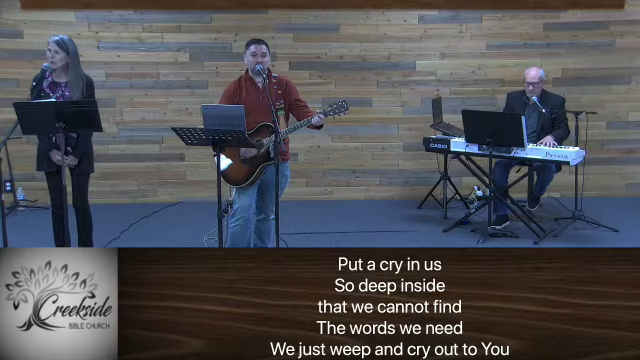 CASIO
Privia
Creekside
BIBLE CHURCH
Put a cry in us
So deep inside
that we cannot find
The words we need
We just weep and cry out to You